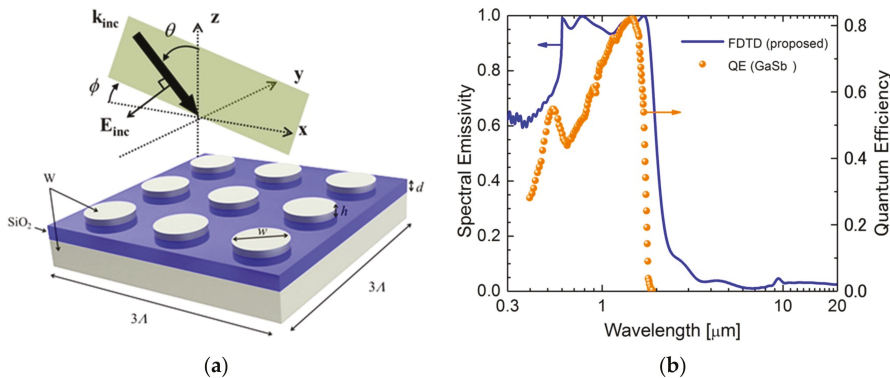 k_inc
θ
z
y
ϕ
E_inc
x
W
d
h
SiO₂
w
3Λ
3Λ
(a)
1.0
0.8
0.6
0.4
0.2
0.0
Spectral Emissivity
FDTD (proposed)
QE (GaSb )
0.8
0.6
0.4
0.2
0.0
Quantum Efficiency
0.3
1
10
20
Wavelength [μm]
(b)